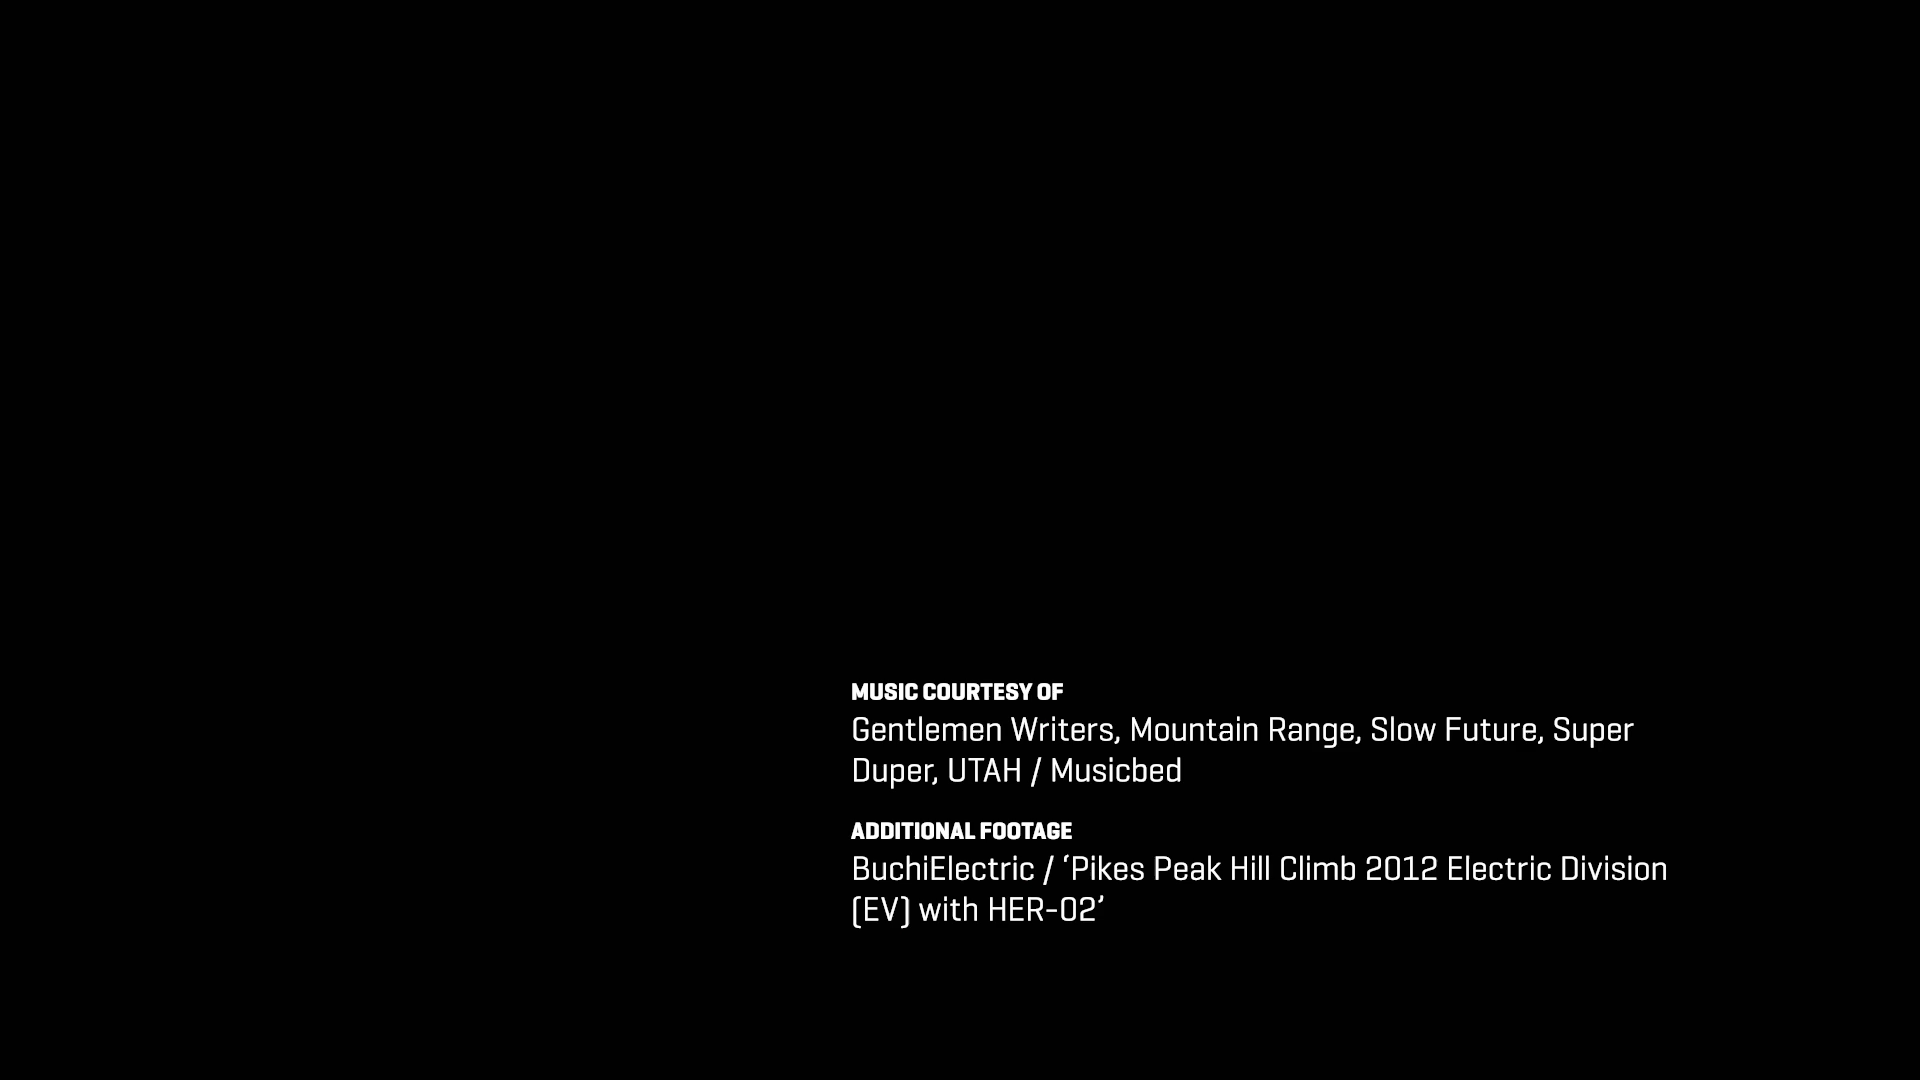 MUSIC COURTESY OF
Gentlemen Writers, Mountain Range, Slow Future, Super
Duper, UTAH / Musicbed
ADDITIONAL FOOTAGE
BuchiElectric / ‘Pikes Peak Hill Climb 2012 Electric Division
(EV) with HER-02’